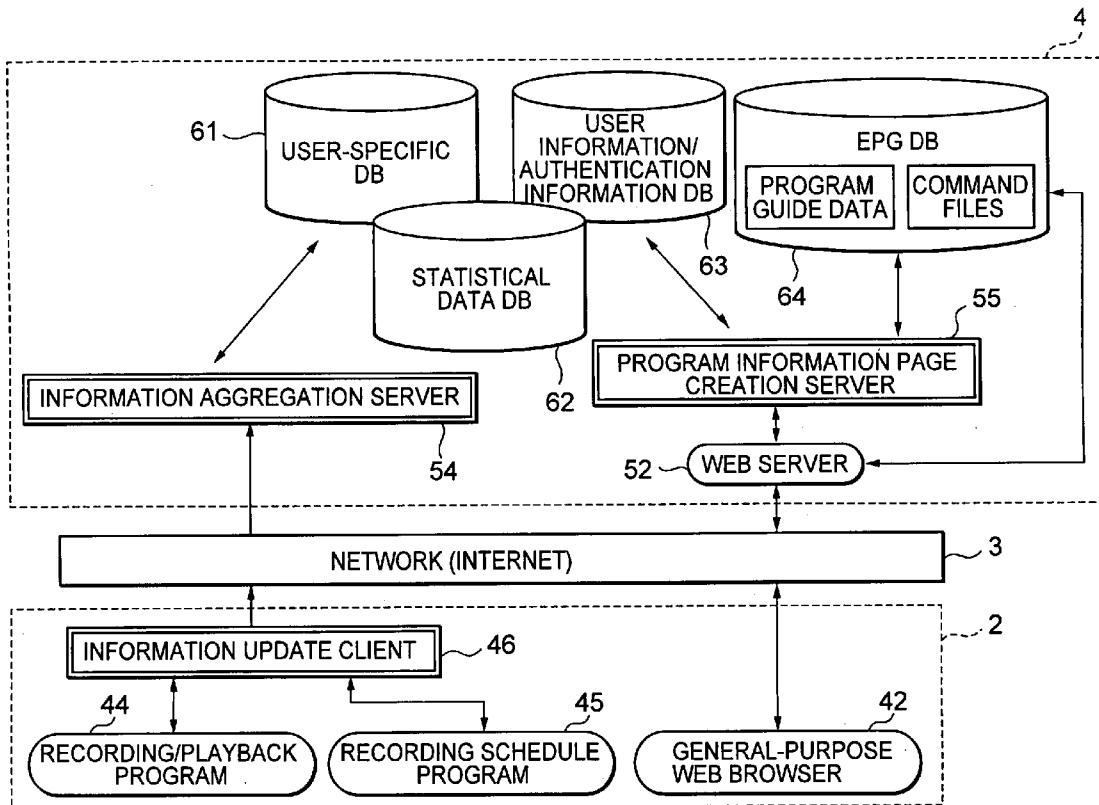 4
61
USER-SPECIFIC
DB
USER
INFORMATION/
AUTHENTICATION
INFORMATION DB
EPG DB
PROGRAM
GUIDE DATA
COMMAND
FILES
63
64
STATISTICAL
DATA DB
62
55
PROGRAM INFORMATION PAGE
CREATION SERVER
INFORMATION AGGREGATION SERVER
54
52
WEB SERVER
NETWORK (INTERNET)
3
2
INFORMATION UPDATE CLIENT
46
44
RECORDING/PLAYBACK
PROGRAM
45
RECORDING SCHEDULE
PROGRAM
42
GENERAL-PURPOSE
WEB BROWSER